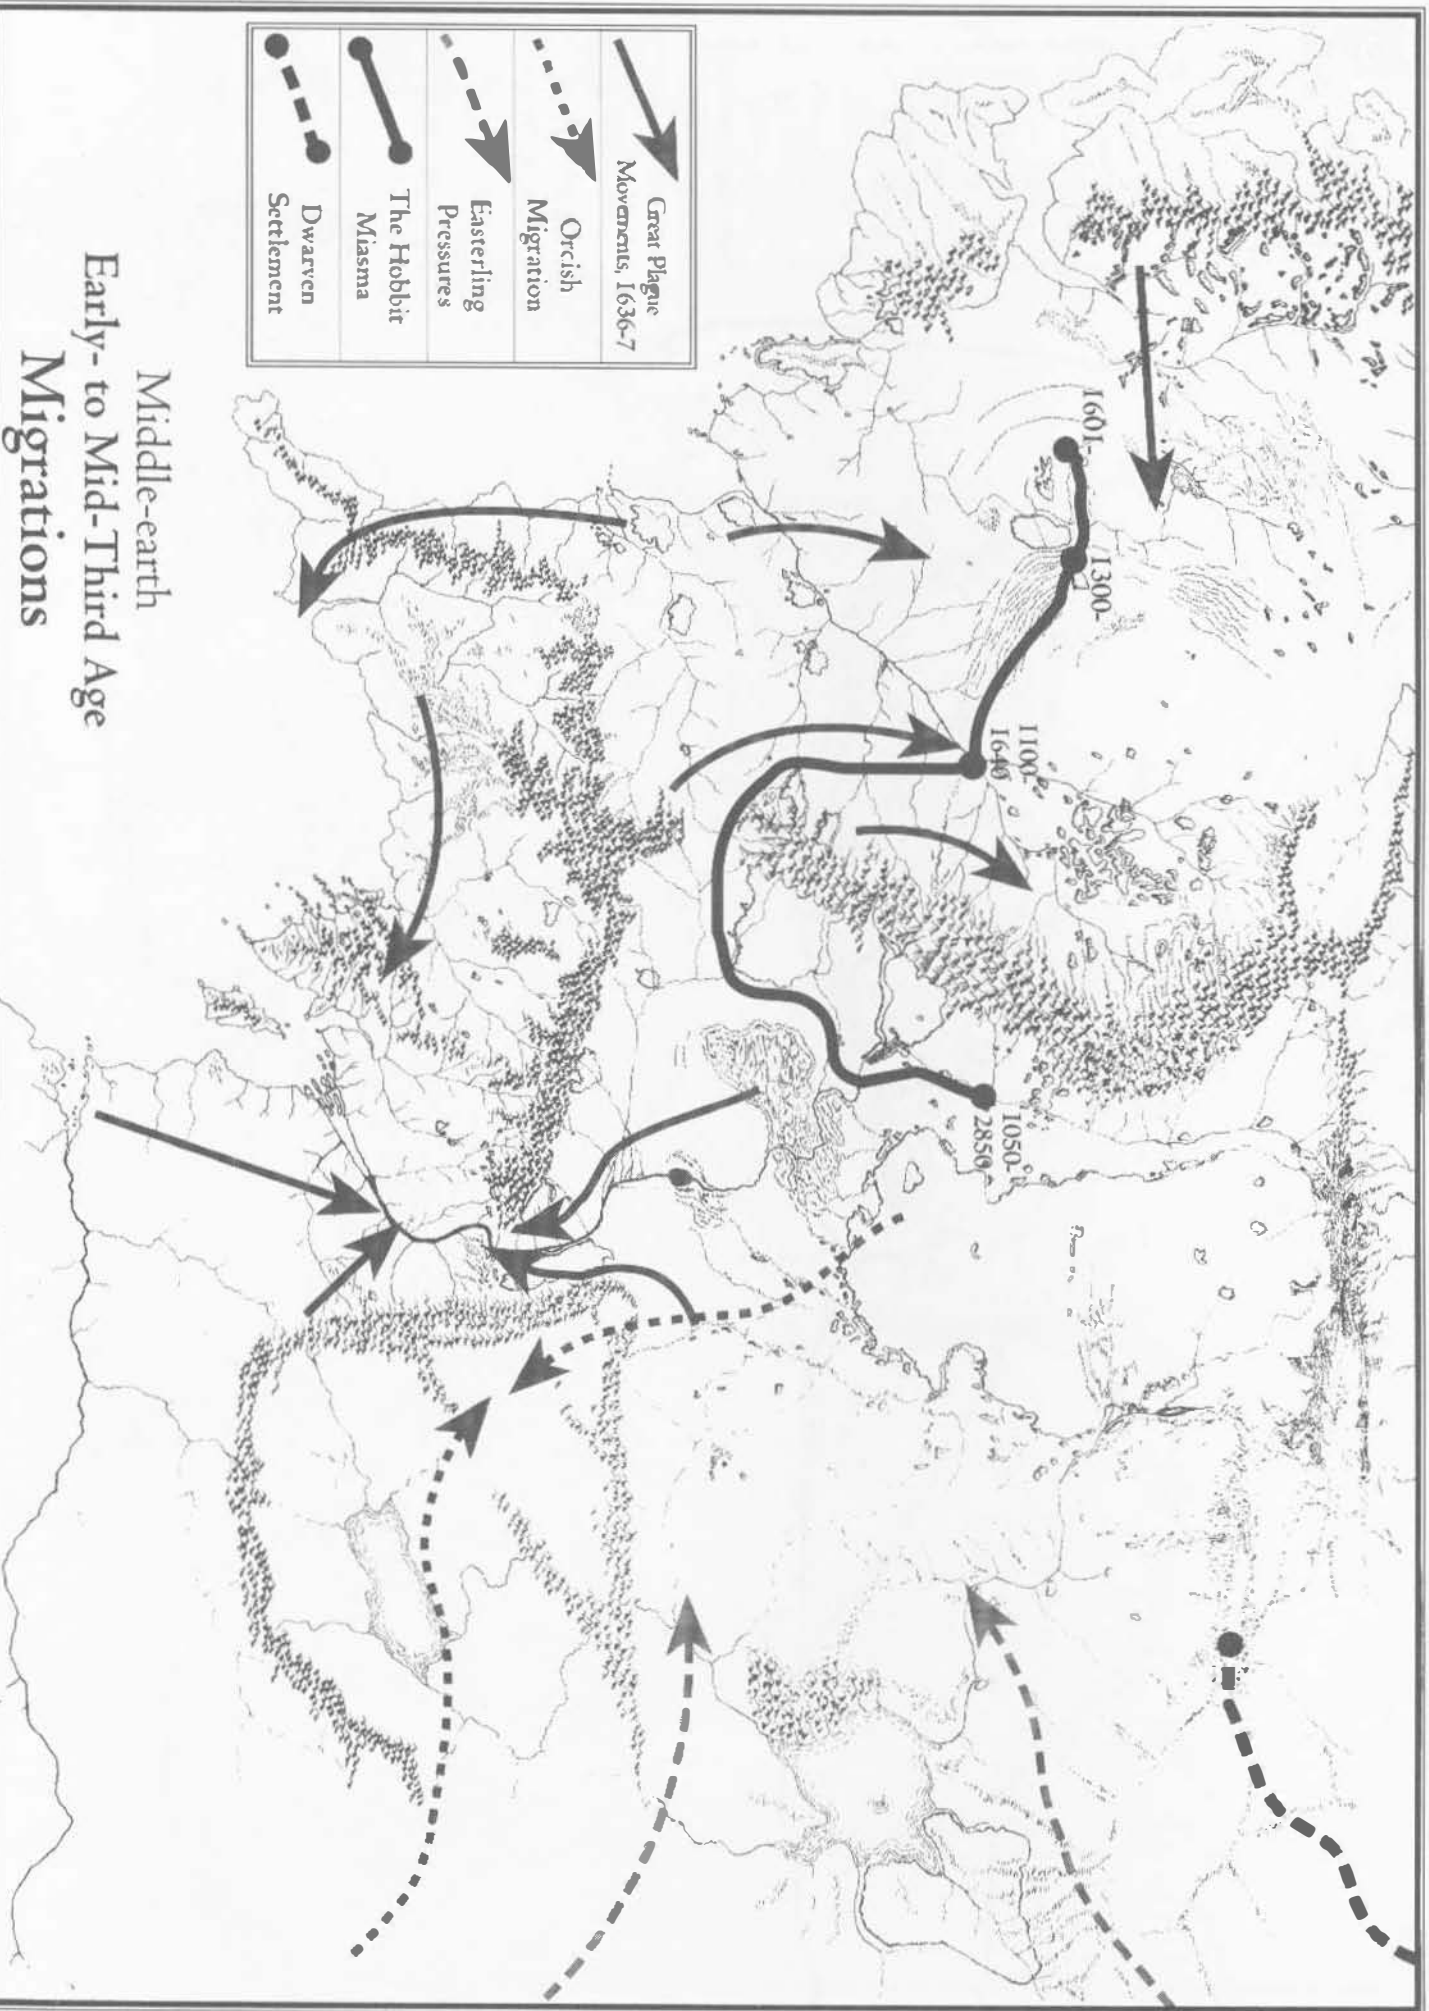 Great Plague
Movements, 1636-7
Orcish
Migration
Easterling
Pressures
The Hobbit
Miasma
Dwarven
Settlement
Middle-earth
Early- to Mid-Third Age
Migrations
1601-
1300-
1100-
1640
1050-
2850